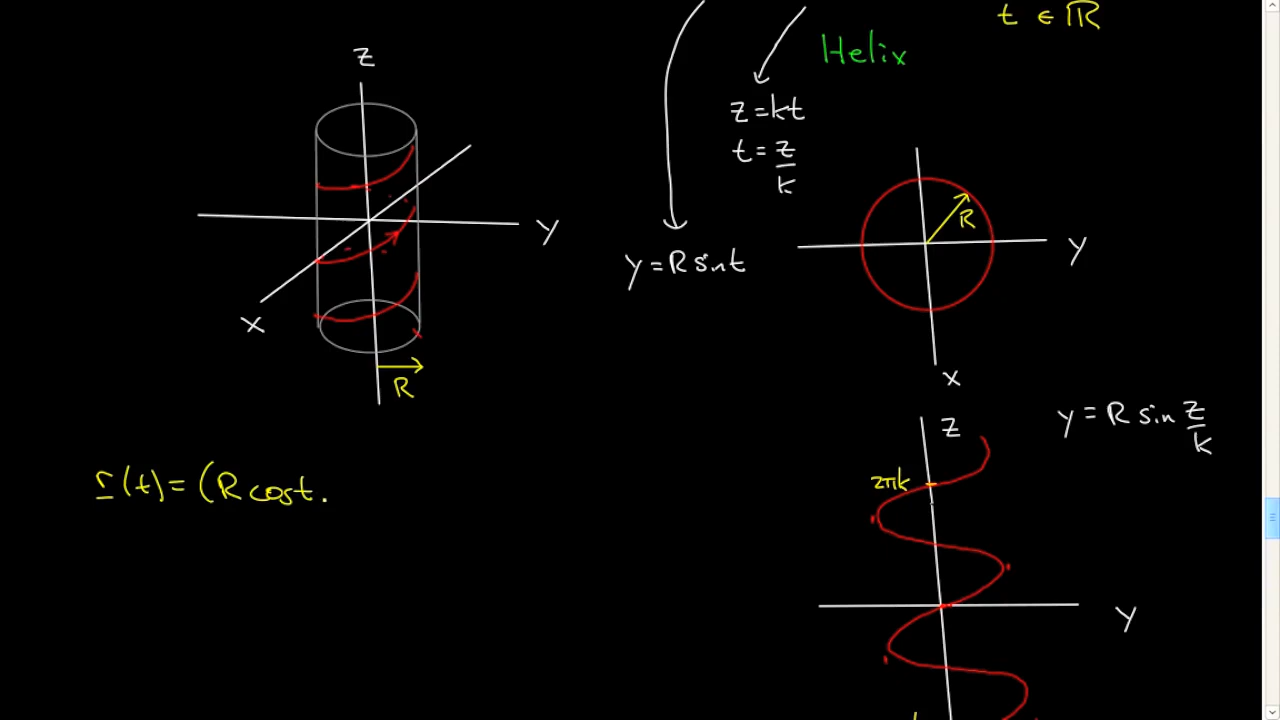 t ∈ ℝ
Helix
z
z = kt
t = z/k
R
y
y
y = R sin t
x
x
R
z
y = R sin z/k
r(t) = (R cos t.
2πk
y